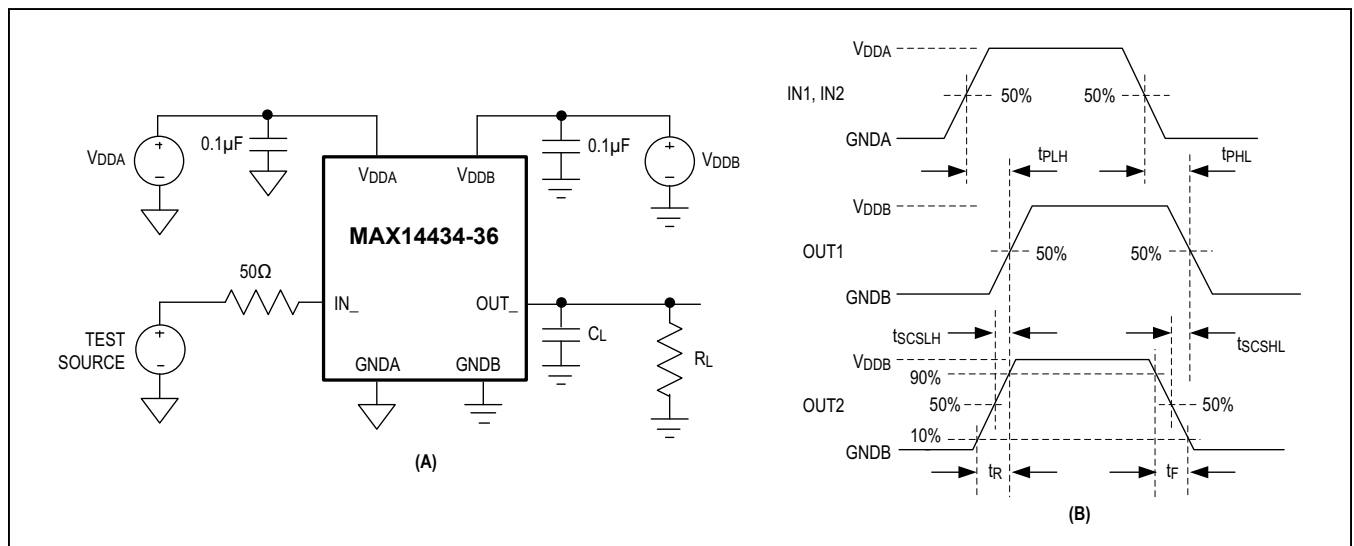 VDDA
0.1µF
0.1µF
VDDB
VDDA
VDDB
MAX14434-36
50Ω
IN_
OUT_
TEST
SOURCE
CL
RL
GNDA
GNDB
(A)
VDDA
IN1, IN2
50%
50%
GNDA
tPLH
tPHL
VDDB
OUT1
50%
50%
GNDB
tSCSLH
tSCSHL
VDDB
90%
OUT2
50%
50%
10%
GNDB
tR
tF
(B)